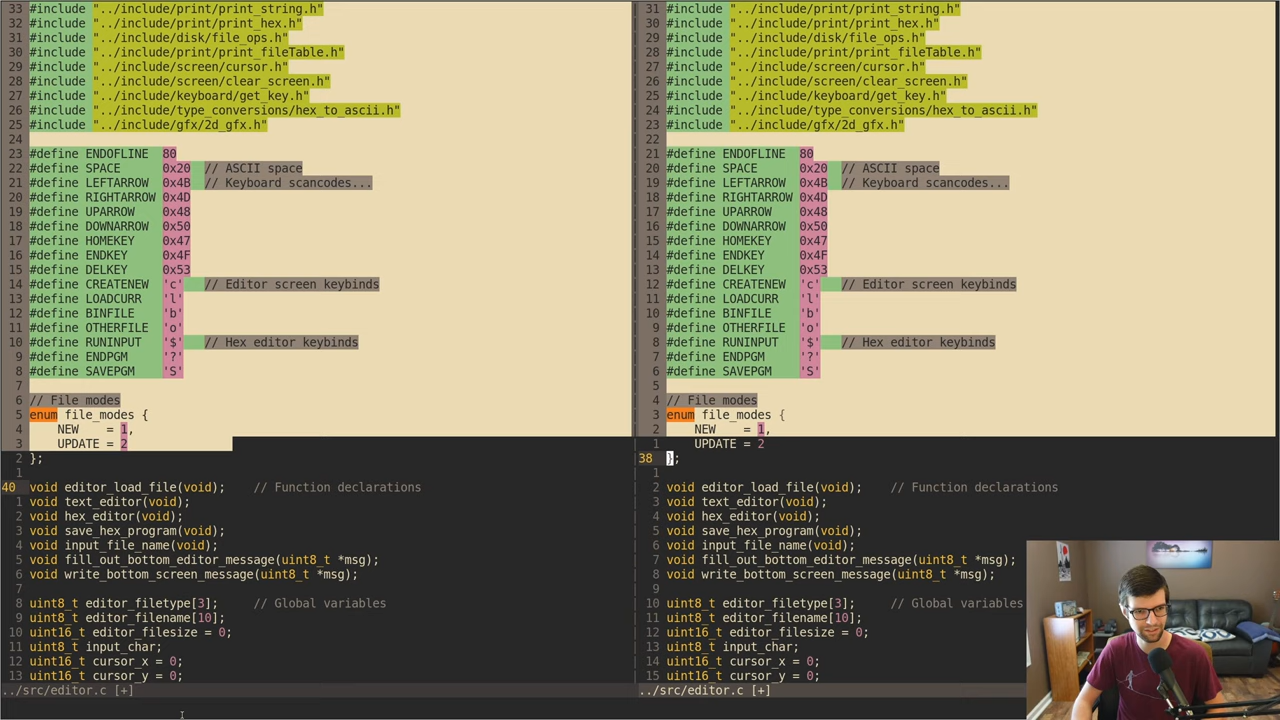 33 #include "../include/print/print_string.h"
32 #include "../include/print/print_hex.h"
31 #include "../include/disk/file_ops.h"
30 #include "../include/print/print_fileTable.h"
29 #include "../include/screen/cursor.h"
28 #include "../include/screen/clear_screen.h"
27 #include "../include/keyboard/get_key.h"
26 #include "../include/type_conversions/hex_to_ascii.h"
25 #include "../include/gfx/2d_gfx.h"
24
23 #define ENDOFLINE  80
22 #define SPACE      0x20  // ASCII space
21 #define LEFTARROW  0x4B  // Keyboard scancodes...
20 #define RIGHTARROW 0x4D
19 #define UPARROW    0x48
18 #define DOWNARROW  0x50
17 #define HOMEKEY    0x47
16 #define ENDKEY     0x4F
15 #define DELKEY     0x53
14 #define CREATENEW  'c'   // Editor screen keybinds
13 #define LOADCURR   'l'
12 #define BINFILE    'b'
11 #define OTHERFILE  'o'
10 #define RUNINPUT   '$'   // Hex editor keybinds
9 #define ENDPGM     '?'
8 #define SAVEPGM    'S'
7
6 // File modes
5 enum file_modes {
4     NEW    = 1,
3     UPDATE = 2
2 };
1
40 void editor_load_file(void);    // Function declarations
1 void text_editor(void);
2 void hex_editor(void);
3 void save_hex_program(void);
4 void input_file_name(void);
5 void fill_out_bottom_editor_message(uint8_t *msg);
6 void write_bottom_screen_message(uint8_t *msg);
7
8 uint8_t editor_filetype[3];     // Global variables
9 uint8_t editor_filename[10];
10 uint16_t editor_filesize = 0;
11 uint8_t input_char;
12 uint16_t cursor_x = 0;
13 uint16_t cursor_y = 0;
../src/editor.c [+]
31 #include "../include/print/print_string.h"
30 #include "../include/print/print_hex.h"
29 #include "../include/disk/file_ops.h"
28 #include "../include/print/print_fileTable.h"
27 #include "../include/screen/cursor.h"
26 #include "../include/screen/clear_screen.h"
25 #include "../include/keyboard/get_key.h"
24 #include "../include/type_conversions/hex_to_ascii.h"
23 #include "../include/gfx/2d_gfx.h"
22
21 #define ENDOFLINE  80
20 #define SPACE      0x20  // ASCII space
19 #define LEFTARROW  0x4B  // Keyboard scancodes...
18 #define RIGHTARROW 0x4D
17 #define UPARROW    0x48
16 #define DOWNARROW  0x50
15 #define HOMEKEY    0x47
14 #define ENDKEY     0x4F
13 #define DELKEY     0x53
12 #define CREATENEW  'c'   // Editor screen keybinds
11 #define LOADCURR   'l'
10 #define BINFILE    'b'
9 #define OTHERFILE  'o'
8 #define RUNINPUT   '$'   // Hex editor keybinds
7 #define ENDPGM     '?'
6 #define SAVEPGM    'S'
5
4 // File modes
3 enum file_modes {
2     NEW    = 1,
1     UPDATE = 2
38 };
1
2 void editor_load_file(void);    // Function declarations
3 void text_editor(void);
4 void hex_editor(void);
5 void save_hex_program(void);
6 void input_file_name(void);
7 void fill_out_bottom_editor_message(uint8_t *msg);
8 void write_bottom_screen_message(uint8_t *msg);
9
10 uint8_t editor_filetype[3];     // Global variables
11 uint8_t editor_filename[10];
12 uint16_t editor_filesize = 0;
13 uint8_t input_char;
14 uint16_t cursor_x = 0;
15 uint16_t cursor_y = 0;
../src/editor.c [+]